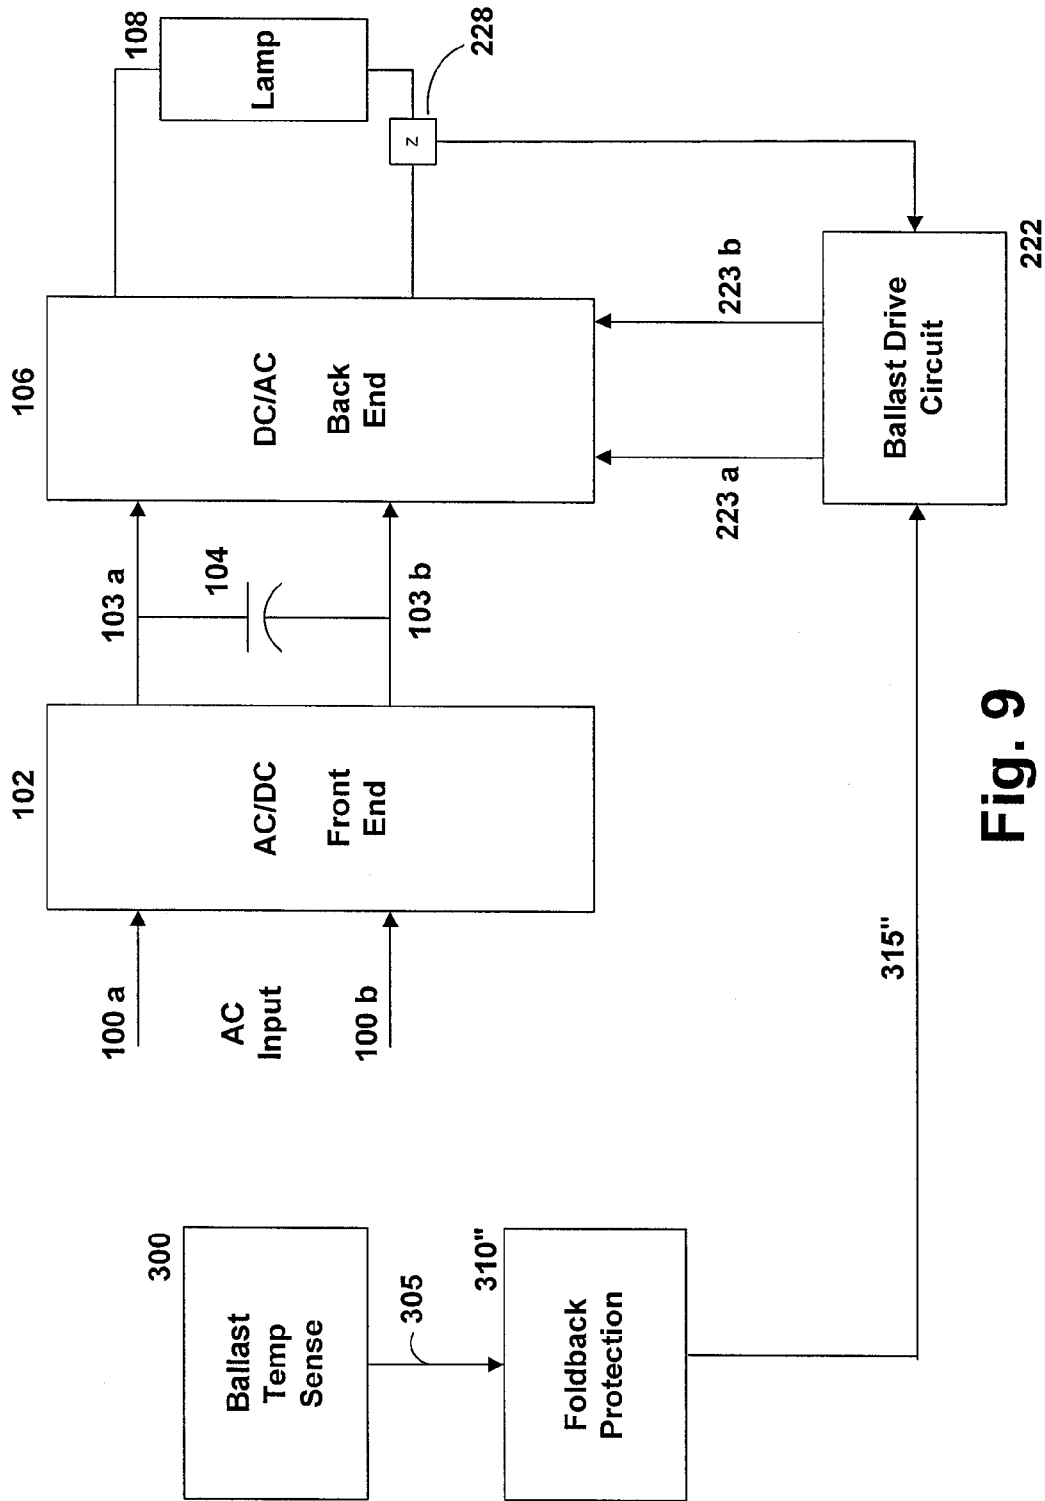 102
106
108
100 a
AC
Input
100 b
AC/DC
Front
End
103 a
104
103 b
DC/AC
Back
End
Lamp
Z
228
300
Ballast
Temp
Sense
305
310"
Foldback
Protection
315"
223 a
223 b
Ballast Drive
Circuit
222
Fig. 9